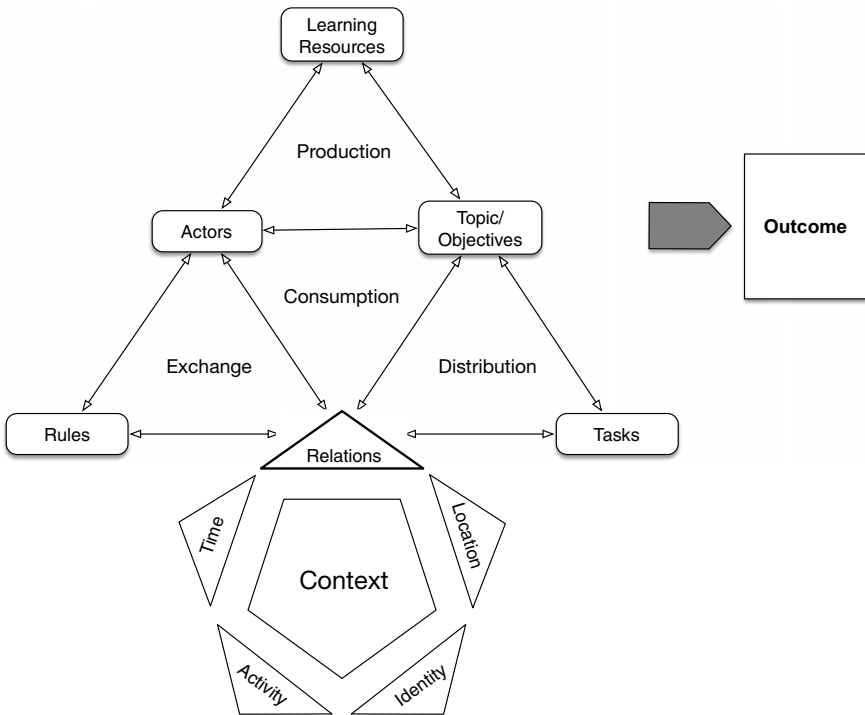 Learning
Resources
Production
Actors
Topic/
Objectives
Outcome
Consumption
Exchange
Distribution
Rules
Relations
Tasks
Time
Location
Context
Activity
Identity